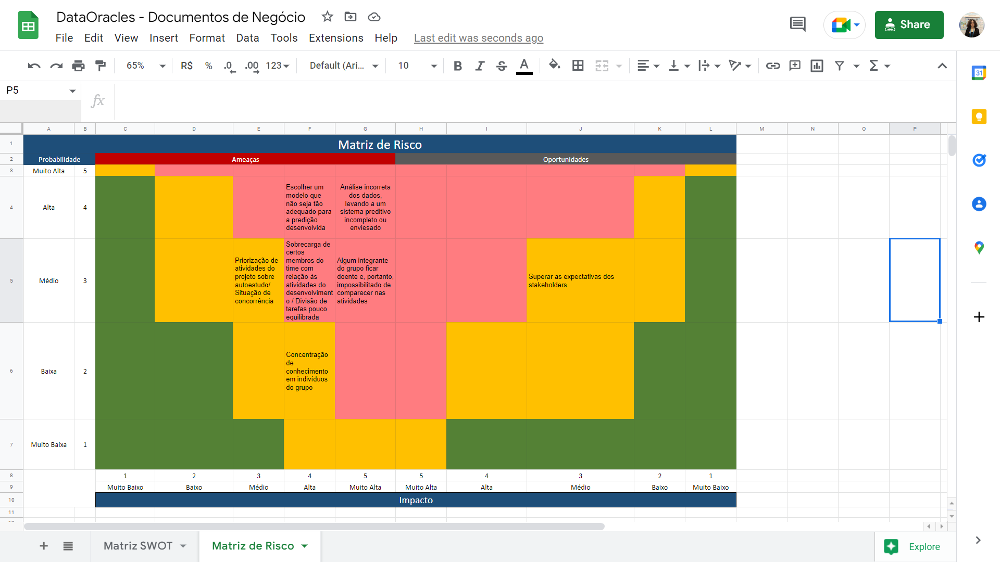 DataOracles - Documentos de Negócio
File Edit View Insert Format Data Tools Extensions Help Last edit was seconds ago
Share
65% R$ % .0 .00 123 Default (Ari... 10 B I S A Σ
31
P5
fx
A B C D E F G H I J K L M N O P
1 Matriz de Risco
2 Probabilidade Ameaças Oportunidades
3 Muito Alta 5
4 Alta 4
Escolher um
modelo que
não seja tão
adequado para
a predição
desenvolvida
Análise incorreta
dos dados,
levando a um
sistema preditivo
incompleto ou
enviesado
5 Médio 3
Priorização de
atividades do
projeto sobre
autoestudo/
Situação de
concorrência
Sobrecarga de
certos
membros do
time com
relação às
atividades do
desenvolviment
o / Divisão de
tarefas pouco
equilibrada
Algum integrante
do grupo ficar
doente e, portanto,
impossibilitado de
comparecer nas
atividades
Superar as expectativas dos
stakeholders
6 Baixa 2
Concentração
de
conhecimento
em indivíduos
do grupo
7 Muito Baixa 1
8 1 2 3 4 5 5 4 3 2 1
9 Muito Baixo Baixo Médio Alta Muito Alta Muito Alta Alta Médio Baixo Muito Baixo
10 Impacto
11
Matriz SWOT Matriz de Risco Explore